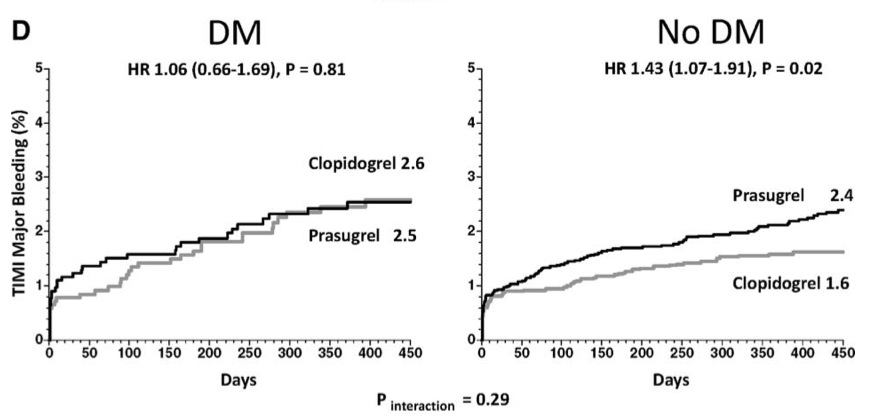 D
DM
HR 1.06 (0.66-1.69), P = 0.81
TIMI Major Bleeding (%)
5
4
3
2
1
0
Clopidogrel 2.6
Prasugrel 2.5
0 50 100 150 200 250 300 350 400 450
Days
No DM
HR 1.43 (1.07-1.91), P = 0.02
5
4
3
2
1
0
Prasugrel 2.4
Clopidogrel 1.6
0 50 100 150 200 250 300 350 400 450
Days
P interaction = 0.29